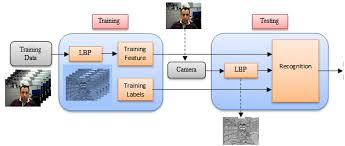 Training
Testing
Training
Data
LBP
Training
Feature
Training
Labels
Camera
LBP
Recognition